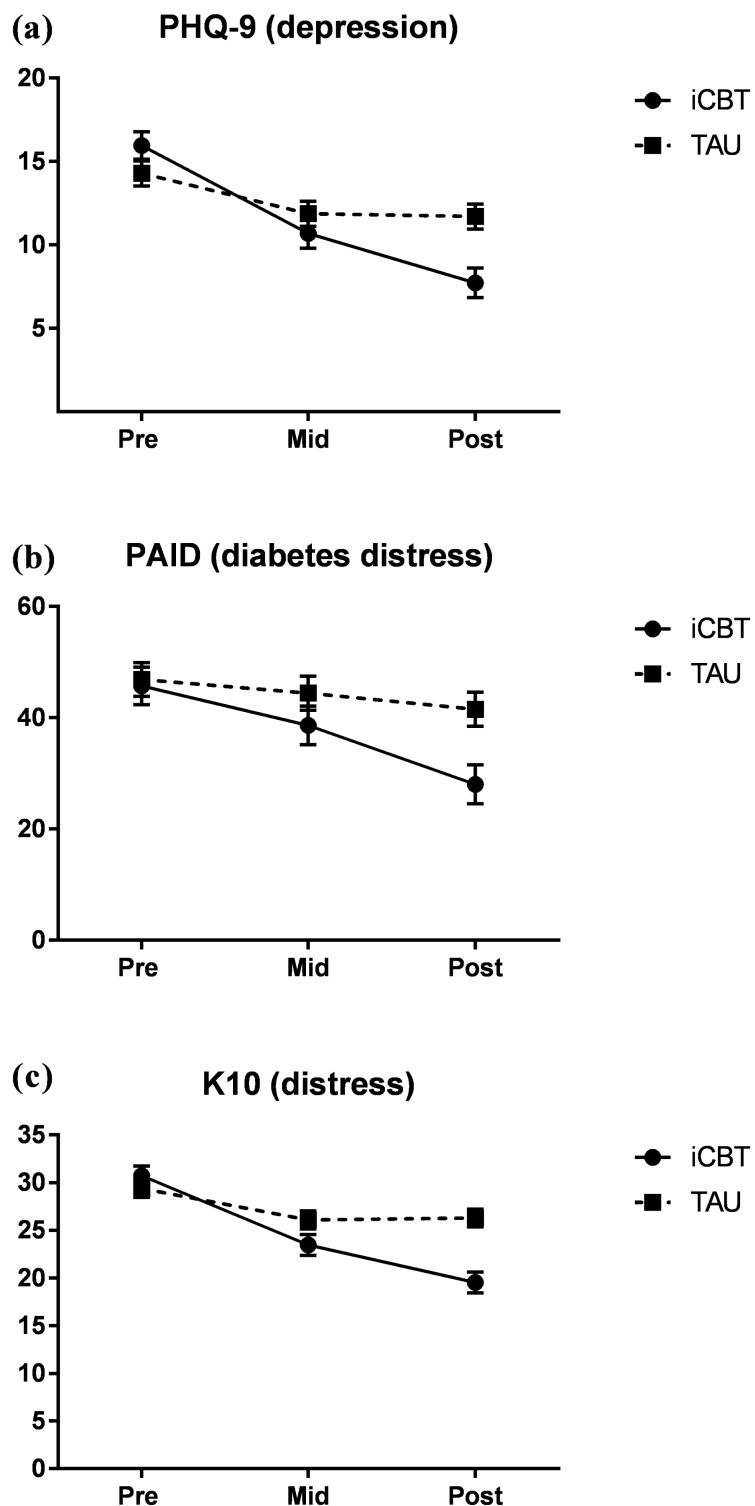 (a) PHQ-9 (depression)
20
15
10
5
Pre Mid Post
iCBT
TAU
(b) PAID (diabetes distress)
60
40
20
0
Pre Mid Post
iCBT
TAU
(c) K10 (distress)
35
30
25
20
15
10
5
0
Pre Mid Post
iCBT
TAU